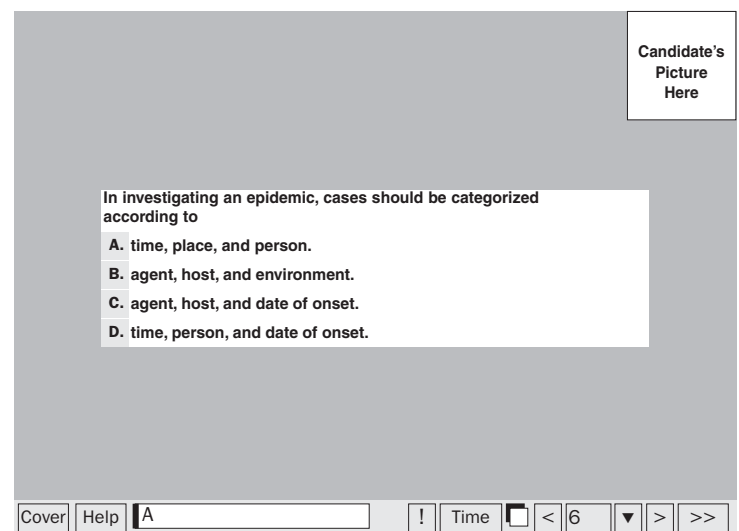 Candidate's
Picture
Here
In investigating an epidemic, cases should be categorized
according to
A. time, place, and person.
B. agent, host, and environment.
C. agent, host, and date of onset.
D. time, person, and date of onset.
Cover Help A ! Time < 6 ▼ > >>